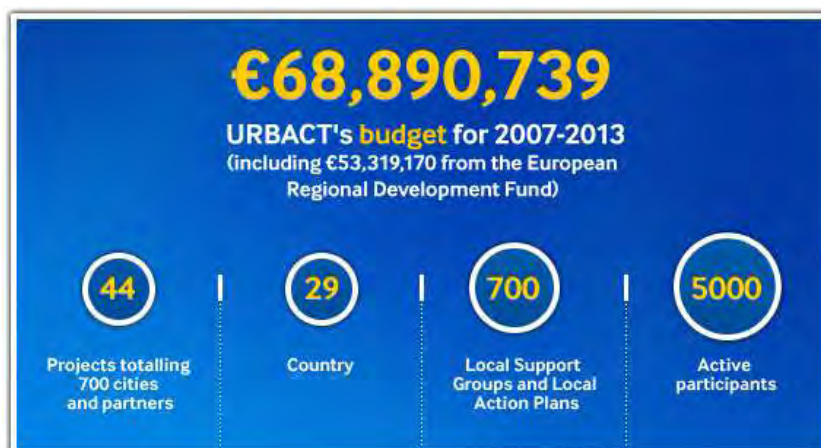 €68,890,739
URBACT's budget for 2007-2013
(including €53,319,170 from the European
Regional Development Fund)
44
Projects totalling
700 cities
and partners
29
Country
700
Local Support
Groups and Local
Action Plans
5000
Active
participants